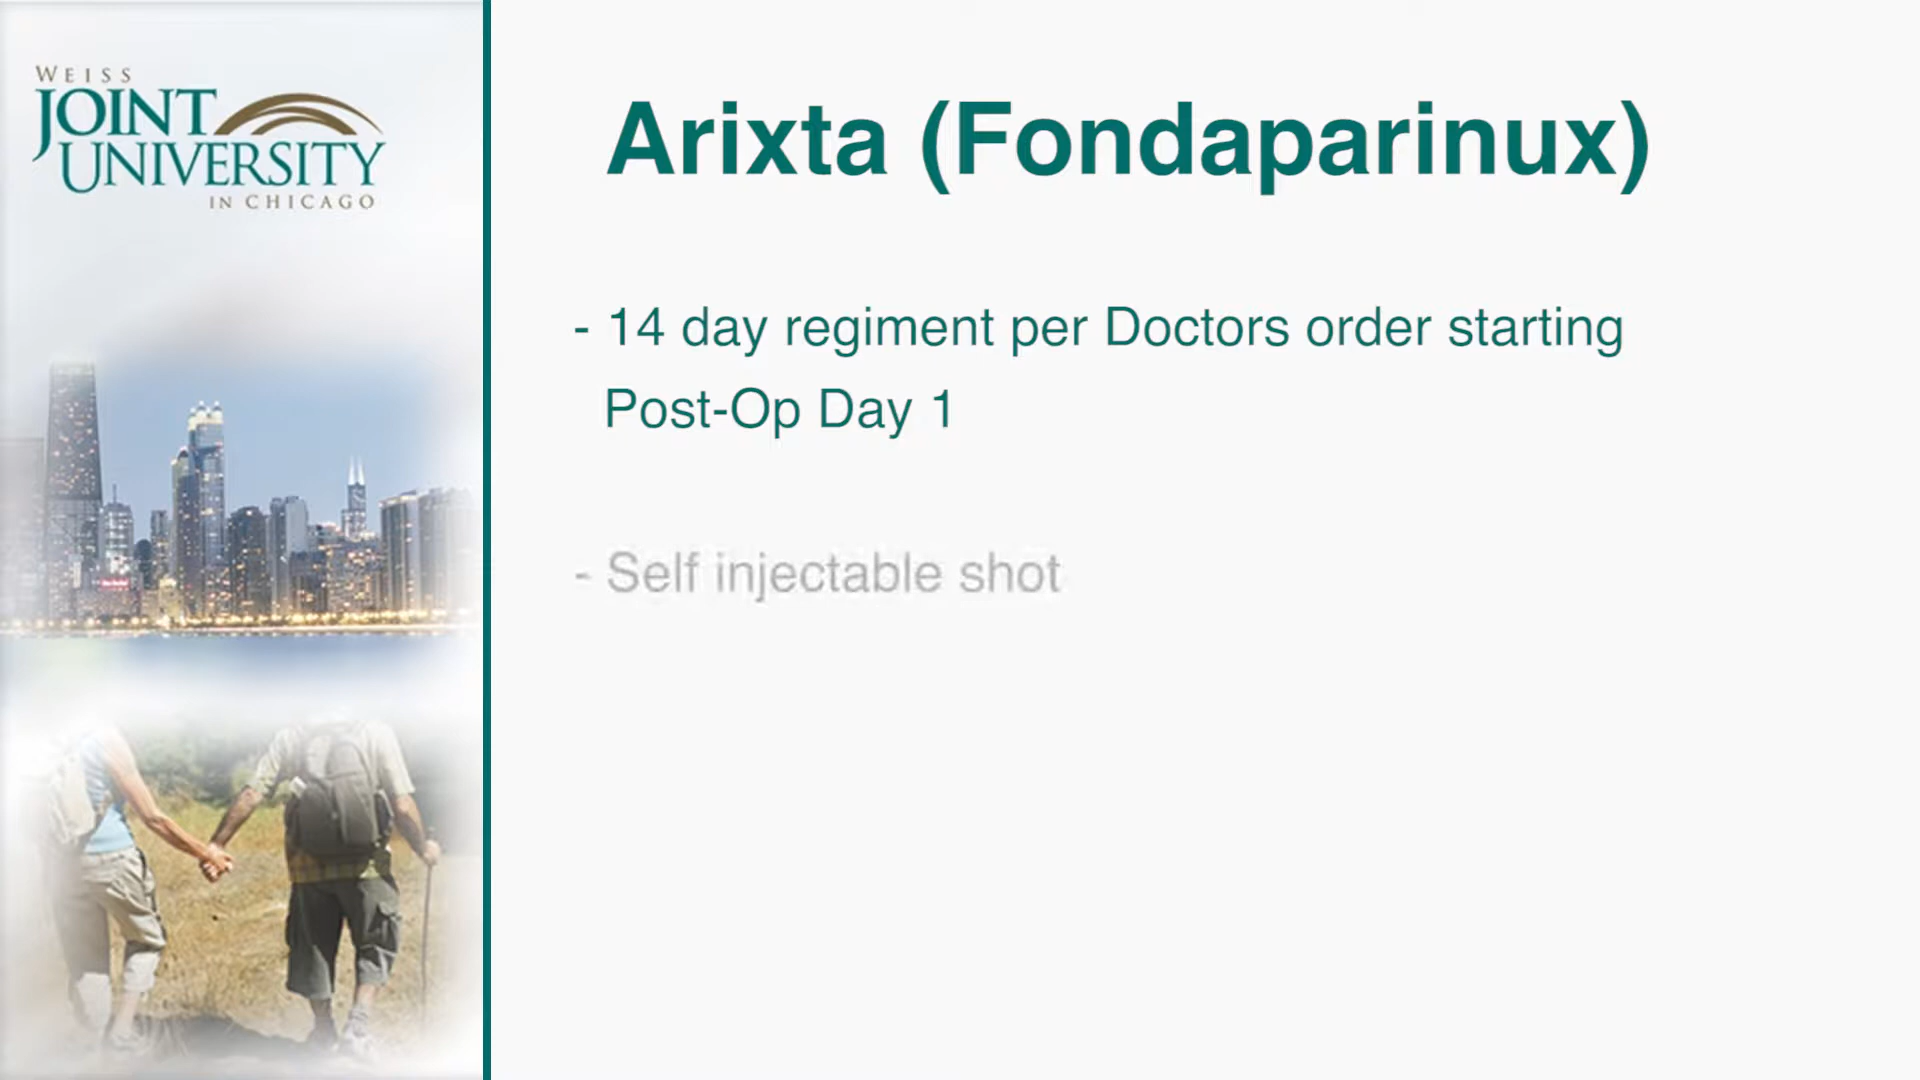 WEISS
JOINT
UNIVERSITY
IN CHICAGO
Arixta (Fondaparinux)
- 14 day regiment per Doctors order starting
Post-Op Day 1
- Self injectable shot